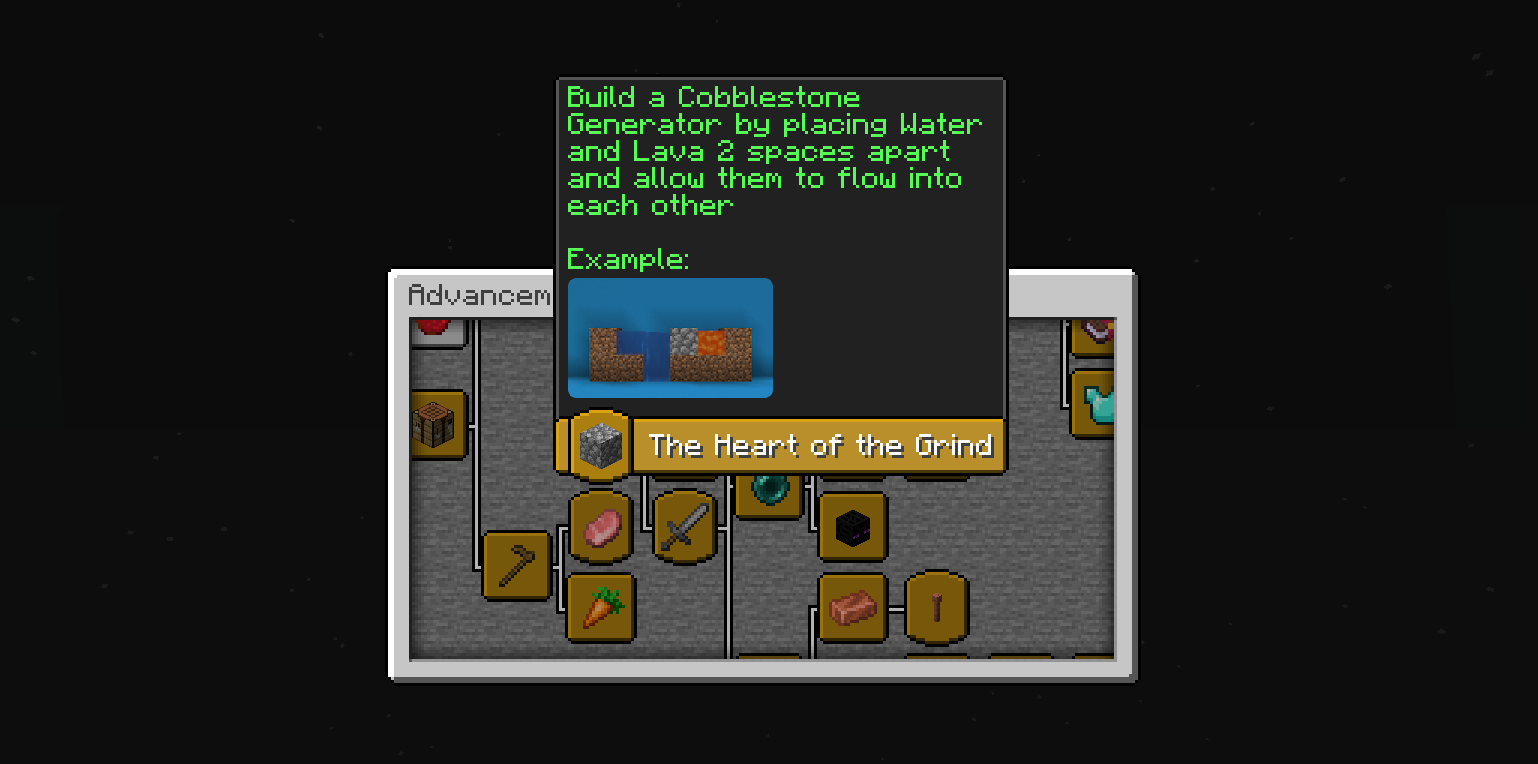 Build a Cobblestone
Generator by placing Water
and Lava 2 spaces apart
and allow them to flow into
each other
Example:
Advancem
The Heart of the Grind